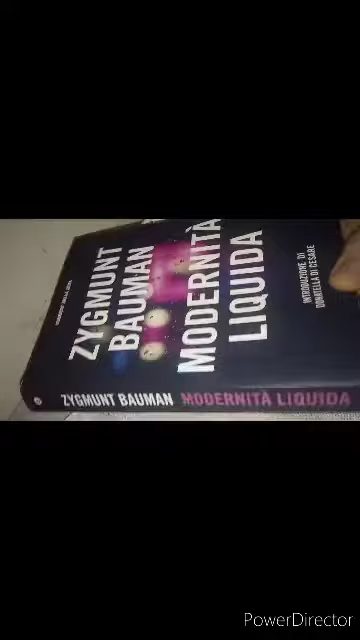 ZYGMUNT
BAUMAN
MODERNITÀ
LIQUIDA
INTRODUZIONE DI
DONATELLA DI CESARE
ZYGMUNT BAUMAN MODERNITÀ LIQUIDA
PowerDirector